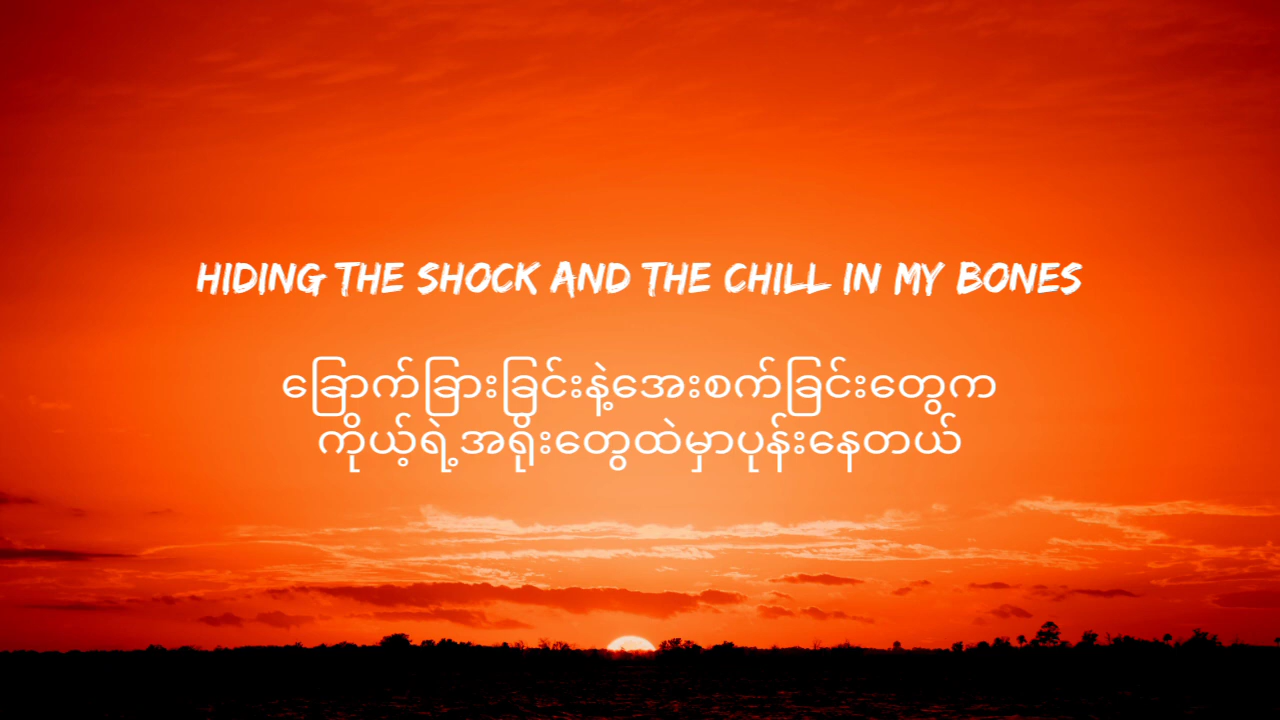 HIDING THE SHOCK AND THE CHILL IN MY BONES
ခြောက်ခြားခြင်းနဲ့အေးစက်ခြင်းတွေက
ကိုယ့်ရဲ့အရိုးတွေထဲမှာပုန်းနေတယ်